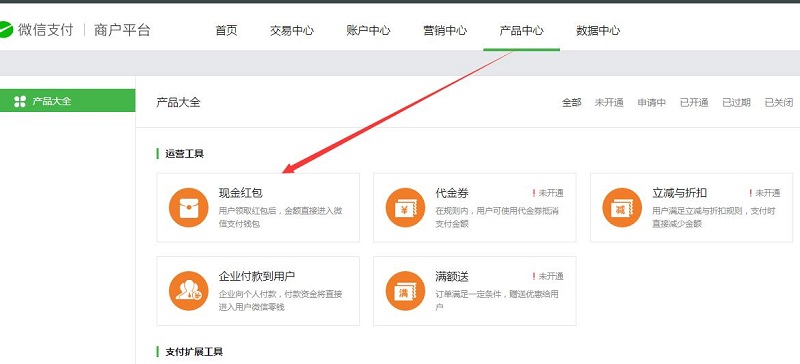 微信支付 | 商户平台 首页 交易中心 账户中心 营销中心 产品中心 数据中心
产品大全
产品大全 全部 未开通 申请中 已开通 已过期 已关闭
运营工具
现金红包
用户领取红包后，金额直接进入微
信支付钱包
代金券 ! 未开通
在规则内，用户可使用代金券抵消
支付金额
立减与折扣 ! 未开通
用户满足立减与折扣规则，支付时
直接减少金额
企业付款到用户
企业向个人付款，付款资金将直接
进入用户微信零钱
满额送 ! 未开通
订单满足一定条件，赠送优惠给用
户
¥
减
满
支付扩展工具